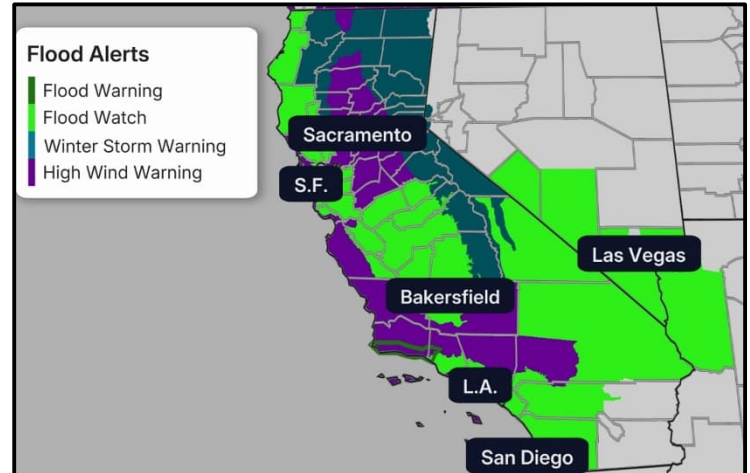 Flood Alerts
Flood Warning
Flood Watch
Winter Storm Warning
High Wind Warning
Sacramento
S.F.
Las Vegas
Bakersfield
L.A.
San Diego